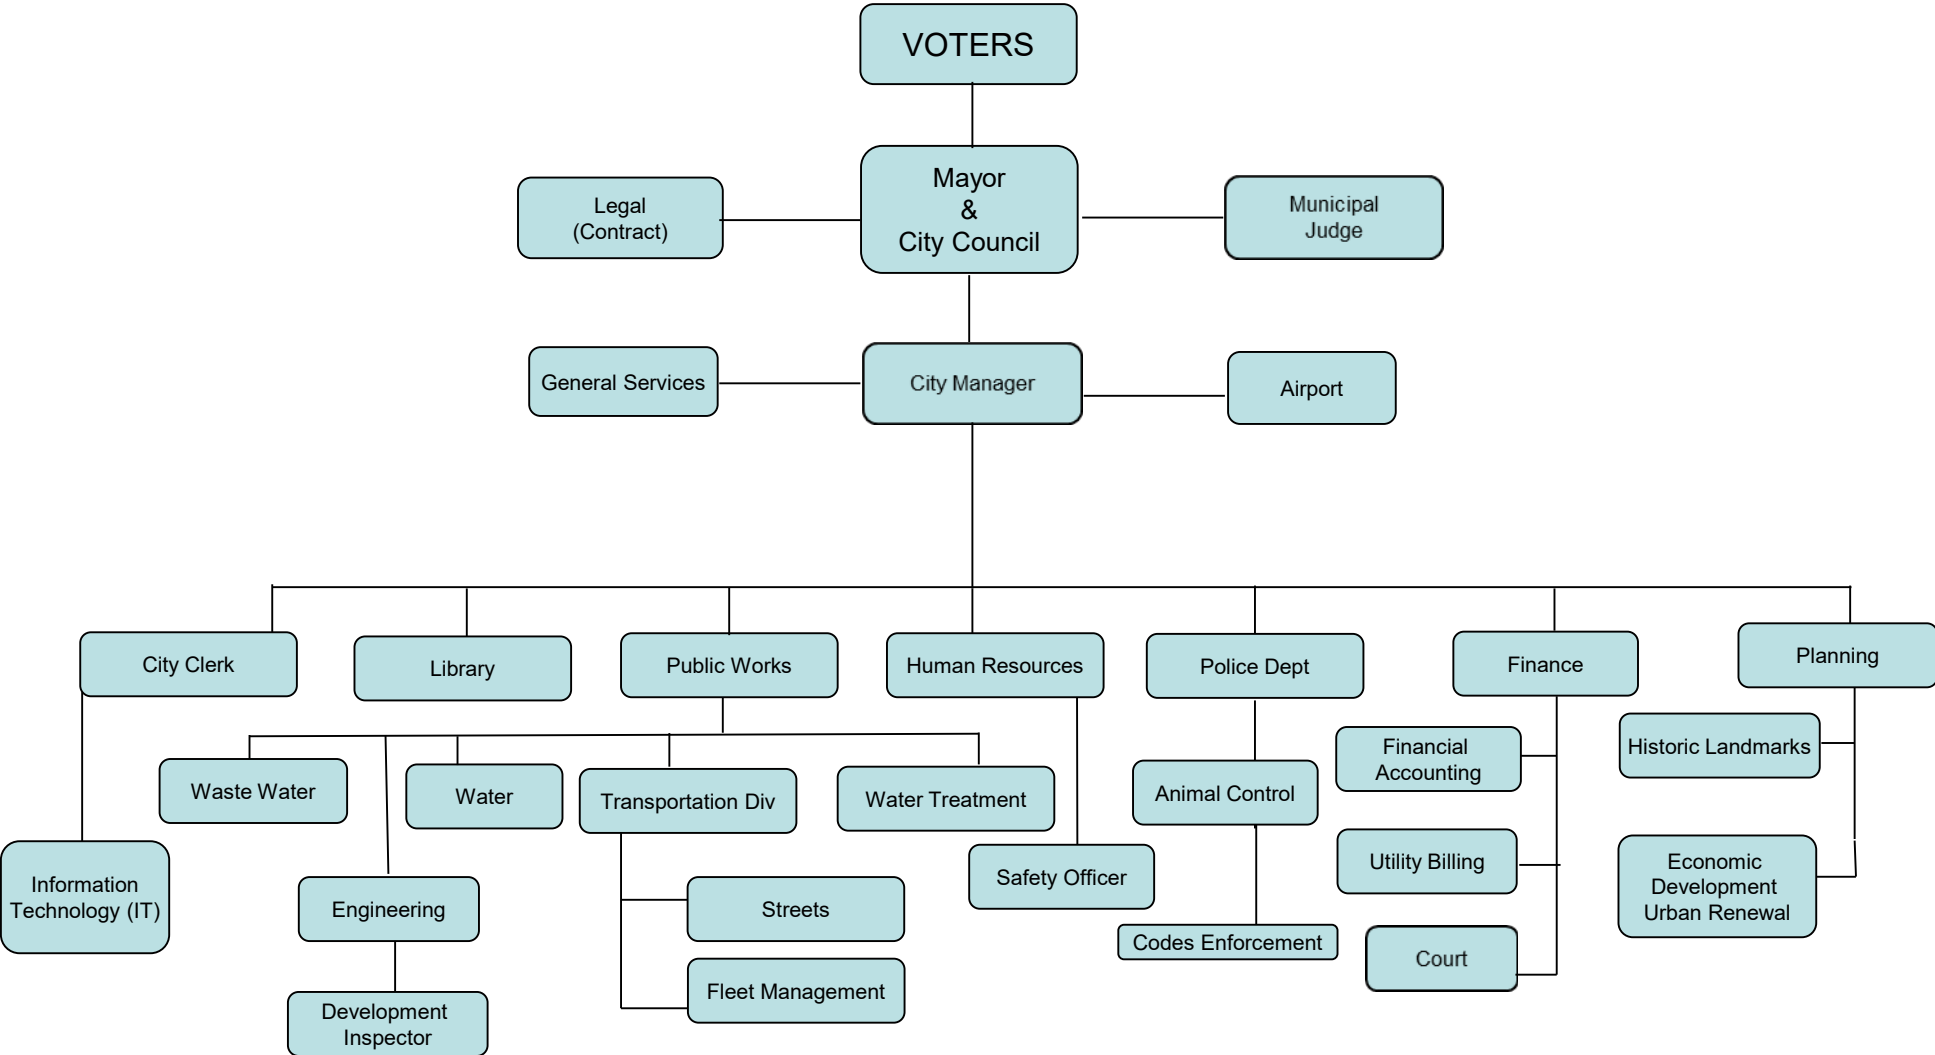 VOTERS
Mayor
&
City Council
Legal
(Contract)
Municipal
Judge
General Services
City Manager
Airport
City Clerk
Library
Public Works
Human Resources
Police Dept
Finance
Planning
Waste Water
Water
Transportation Div
Water Treatment
Animal Control
Financial
Accounting
Historic Landmarks
Information
Technology (IT)
Engineering
Streets
Safety Officer
Utility Billing
Economic
Development
Urban Renewal
Codes Enforcement
Court
Fleet Management
Development
Inspector